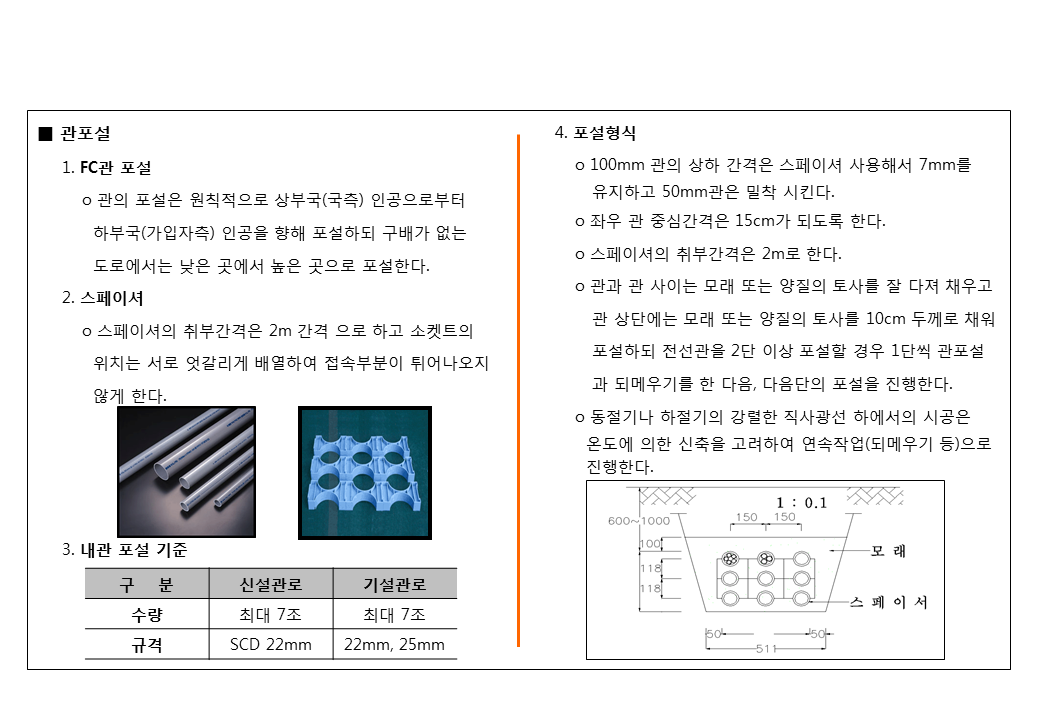 ■ 관포설
1. FC관 포설
o 관의 포설은 원칙적으로 상부국(국측) 인공으로부터
하부국(가입자측) 인공을 향해 포설하되 구배가 없는
도로에서는 낮은 곳에서 높은 곳으로 포설한다.
2. 스페이셔
o 스페이셔의 취부간격은 2m 간격 으로 하고 소켓트의
위치는 서로 엇갈리게 배열하여 접속부분이 튀어나오지
않게 한다.
3. 내관 포설 기준
구 분 신설관로 기설관로
수량 최대 7조 최대 7조
규격 SCD 22mm 22mm, 25mm
4. 포설형식
o 100mm 관의 상하 간격은 스페이셔 사용해서 7mm를
유지하고 50mm관은 밀착 시킨다.
o 좌우 관 중심간격은 15cm가 되도록 한다.
o 스페이셔의 취부간격은 2m로 한다.
o 관과 관 사이는 모래 또는 양질의 토사를 잘 다져 채우고
관 상단에는 모래 또는 양질의 토사를 10cm 두께로 채워
포설하되 전선관을 2단 이상 포설할 경우 1단씩 관포설
과 되메우기를 한 다음, 다음단의 포설을 진행한다.
o 동절기나 하절기의 강렬한 직사광선 하에서의 시공은
온도에 의한 신축을 고려하여 연속작업(되메우기 등)으로
진행한다.
1 : 0.1
600~1000
150 150
100
모 래
118
118
스 페 이 서
50 50
511